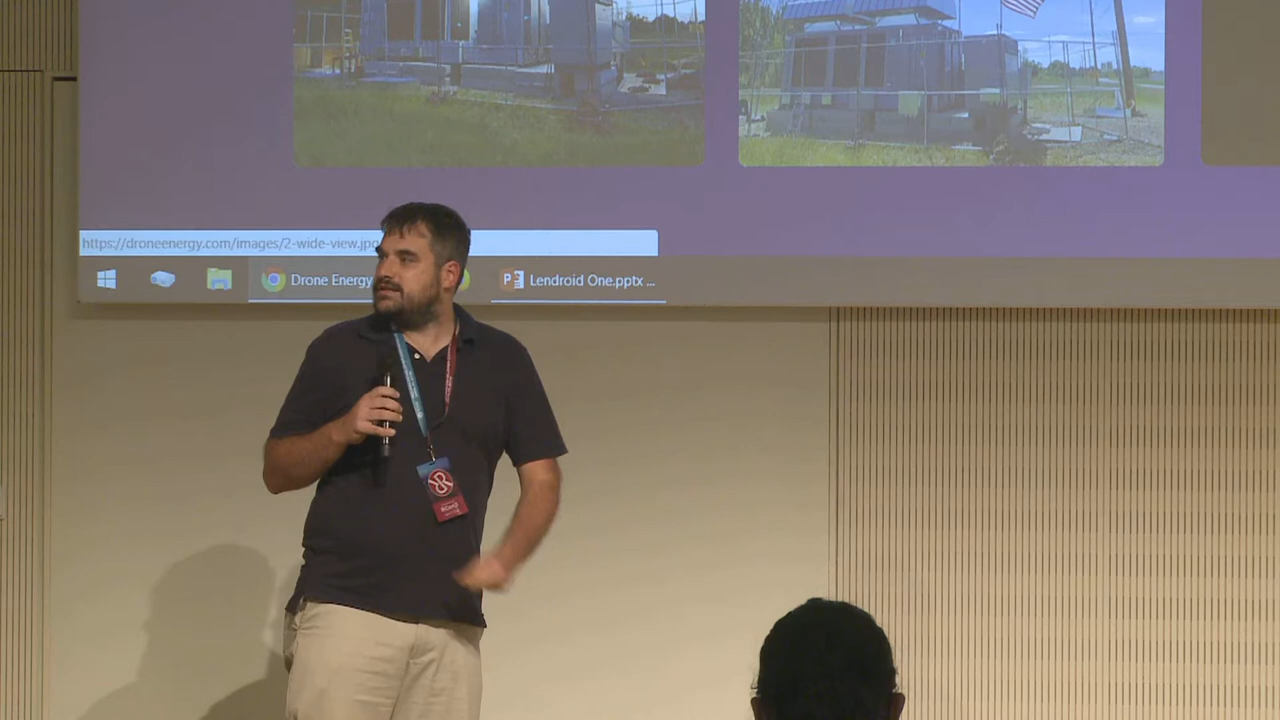 https://droneenergy.com/images/2-wide-view.jpg
Drone Energy
Lendroid One.pptx ...